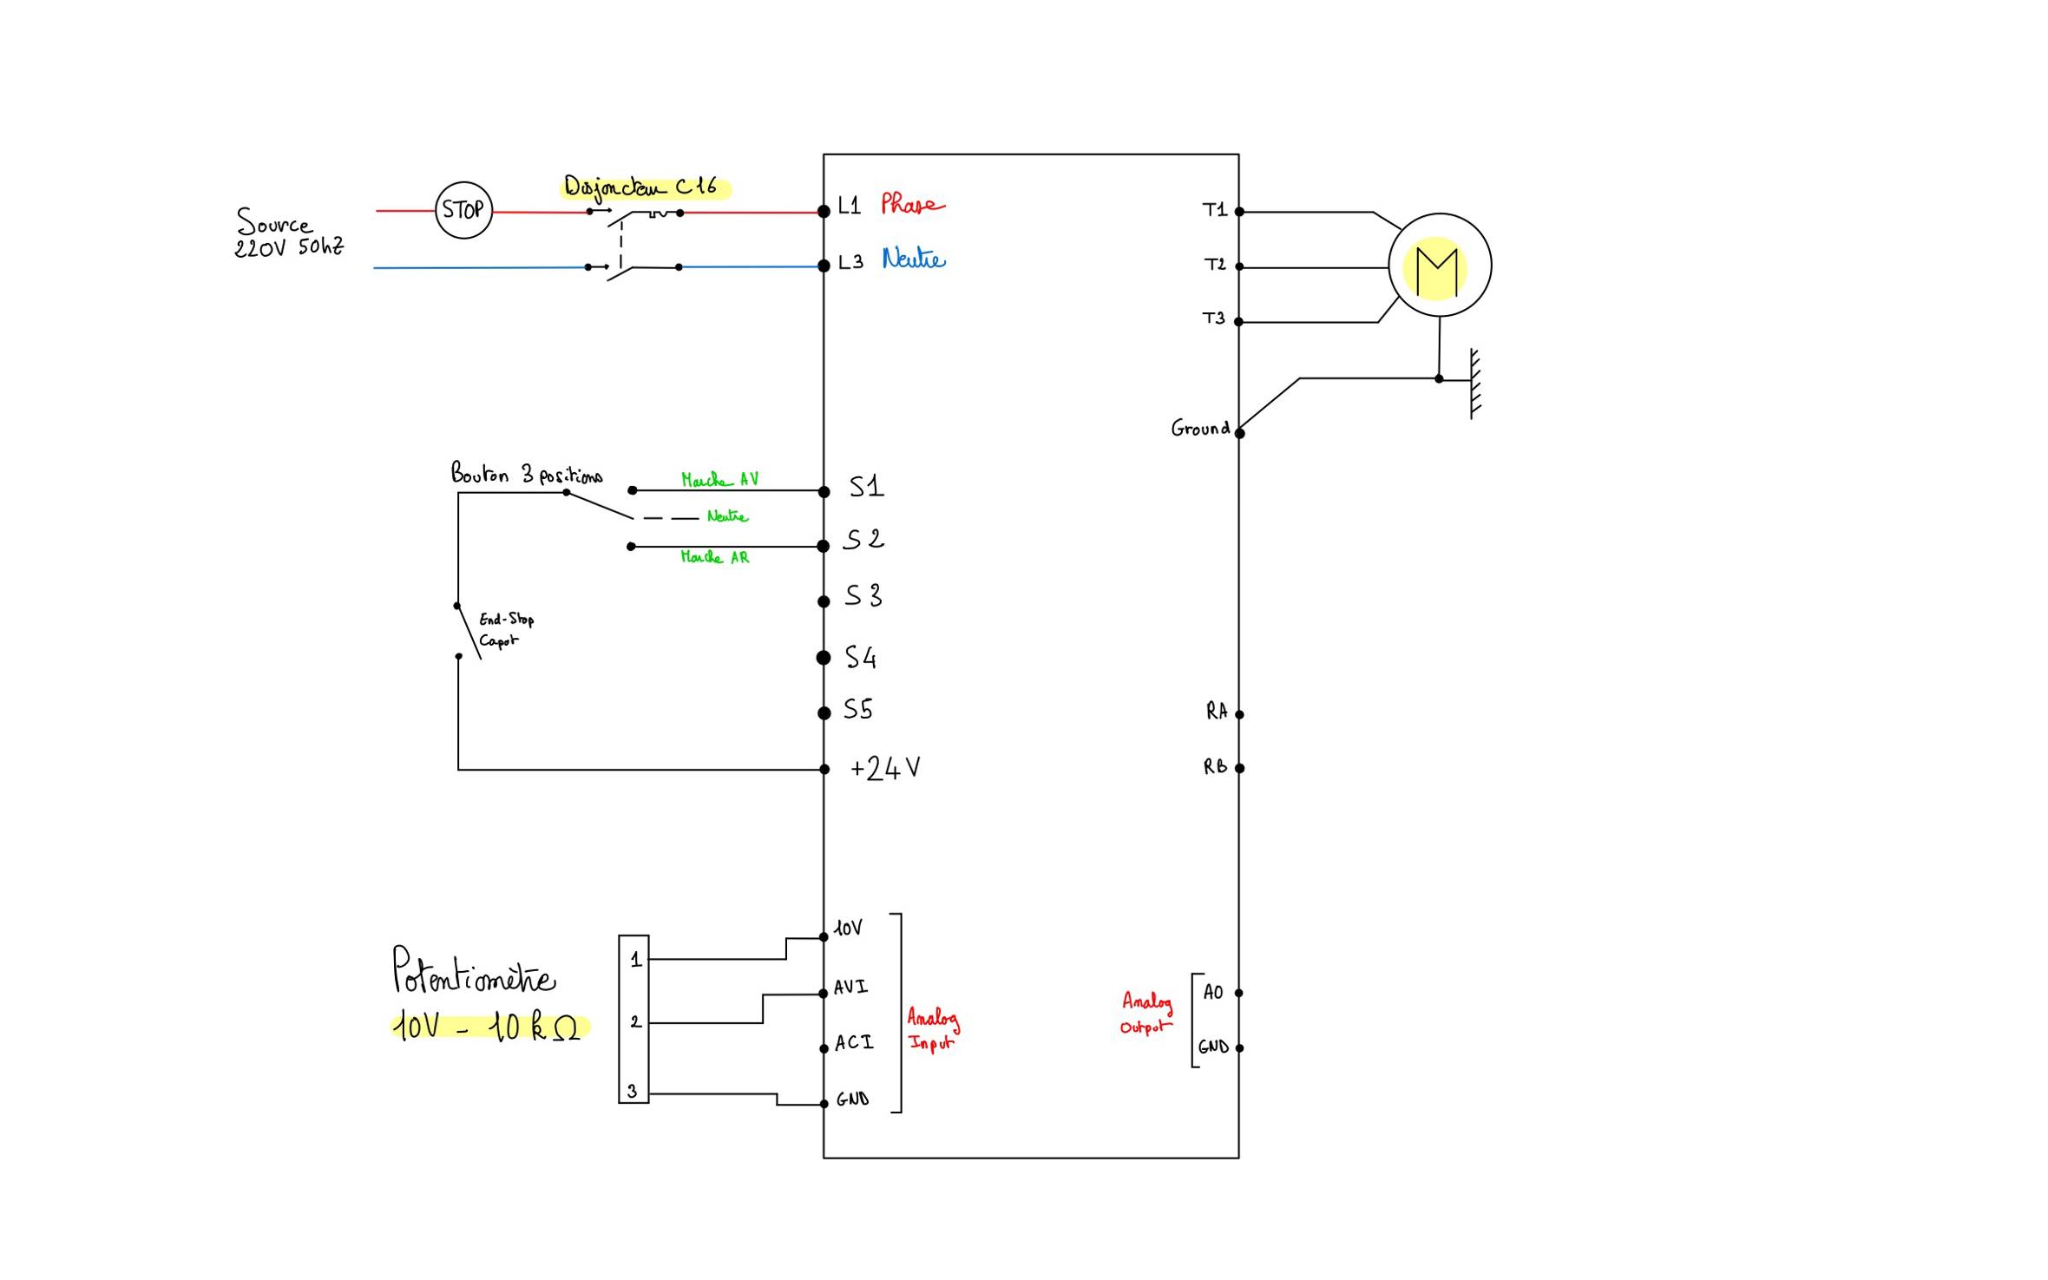 Disjoncteur C16
STOP
Source
220V 50hZ
L1 Phase
L3 Neutre
T1
T2
T3
M
Ground
Bouton 3 positions
Marche AV
Neutre
Marche AR
S1
S2
S3
S4
S5
+24V
End-Stop
Capot
RA
RB
Potentiomètre
10V - 10 kΩ
1
2
3
10V
AVI
ACI
GND
Analog
Input
Analog
Output
AO
GND